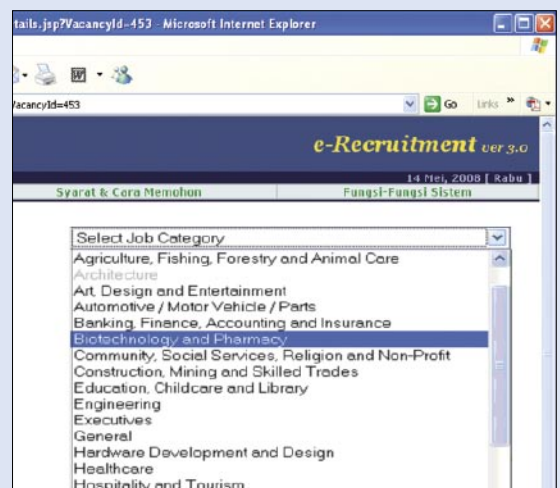 tails.jsp?VacancyId=453 - Microsoft Internet Explorer
VacancyId=453
Go Links »
e-Recruitment ver 3.0
14 Mei, 2008 [ Rabu ]
Syarat & Cara Memohon Fungsi-Fungsi Sistem
Select Job Category
Agriculture, Fishing, Forestry and Animal Care
Architecture
Art, Design and Entertainment
Automotive / Motor Vehicle / Parts
Banking, Finance, Accounting and Insurance
Biotechnology and Pharmacy
Community, Social Services, Religion and Non-Profit
Construction, Mining and Skilled Trades
Education, Childcare and Library
Engineering
Executives
General
Hardware Development and Design
Healthcare
Hospitality and Tourism